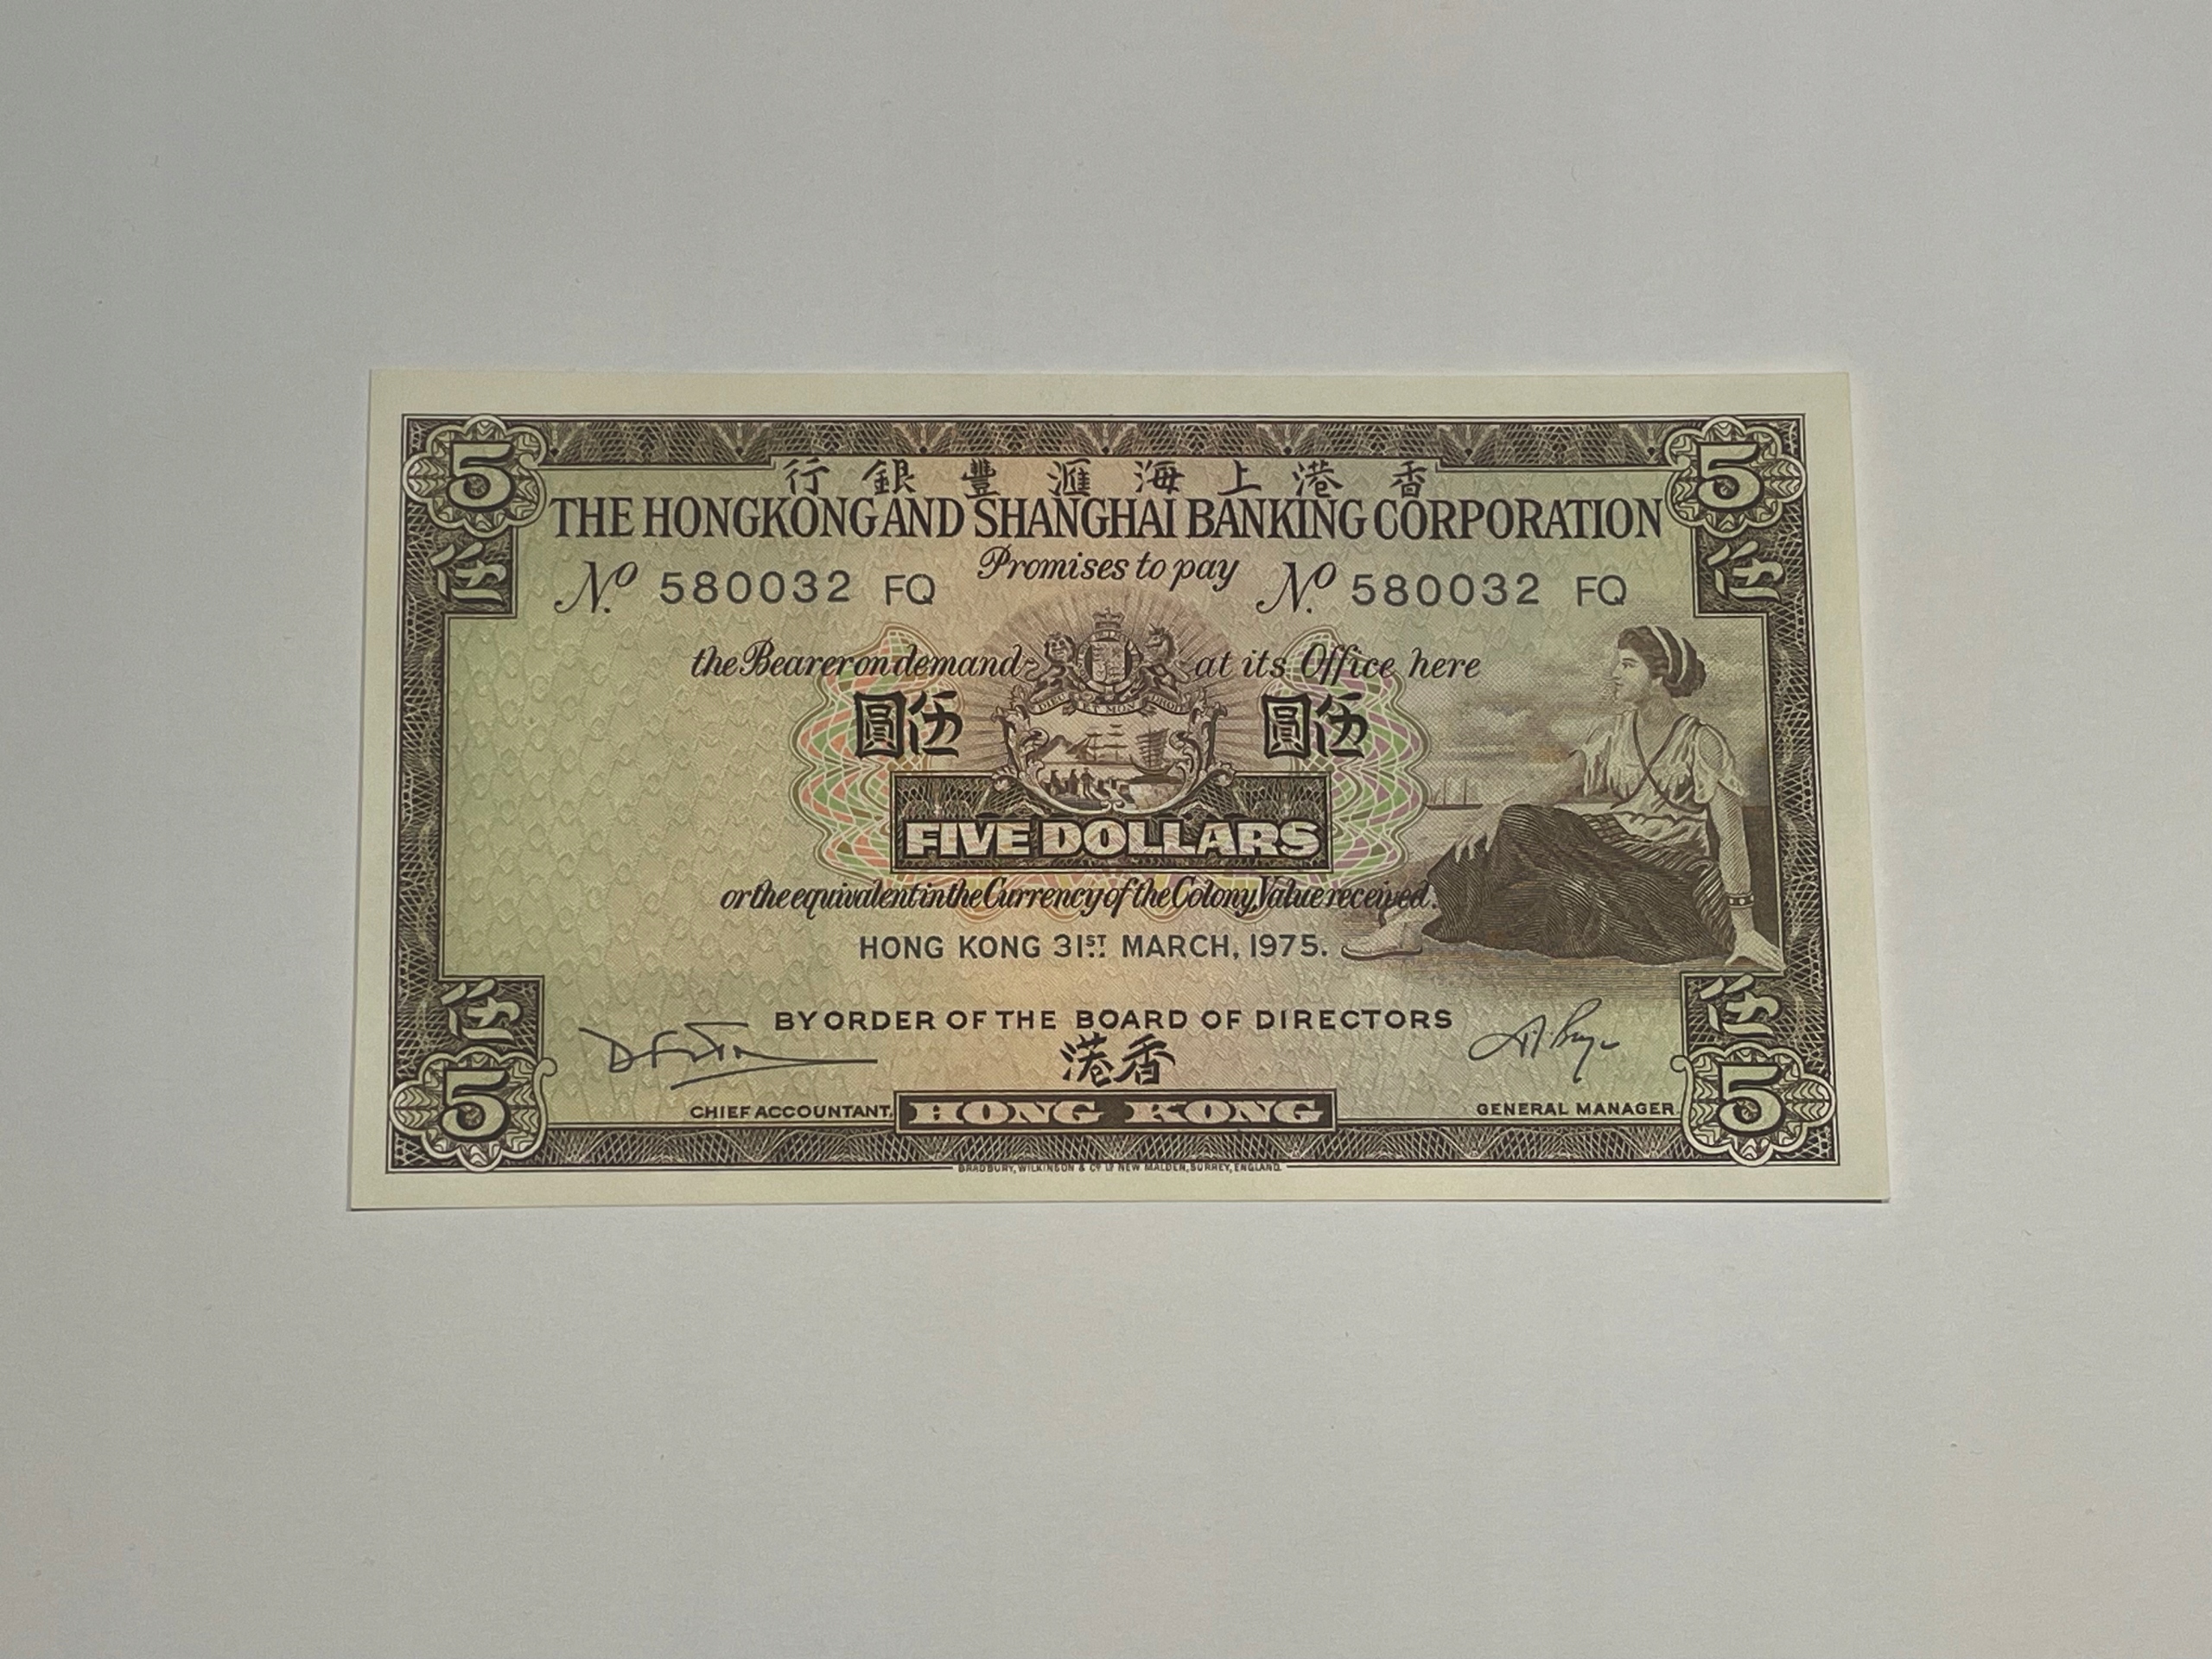 5 5
行銀豐滙海上港香
THE HONGKONG AND SHANGHAI BANKING CORPORATION
伍 伍
Promises to pay
Nº 580032 FQ Nº 580032 FQ
the Bearer on demand at its Office here
DIEU ET MON DROIT
圓伍 圓伍
FIVE DOLLARS
or the equivalent in the Currency of the Colony, Value received.
HONG KONG 31ST MARCH, 1975.
伍 伍
BY ORDER OF THE BOARD OF DIRECTORS
港香
5 5
CHIEF ACCOUNTANT. HONG KONG GENERAL MANAGER
BRADBURY, WILKINSON & Cº Lᵈ NEW MALDEN, SURREY, ENGLAND.